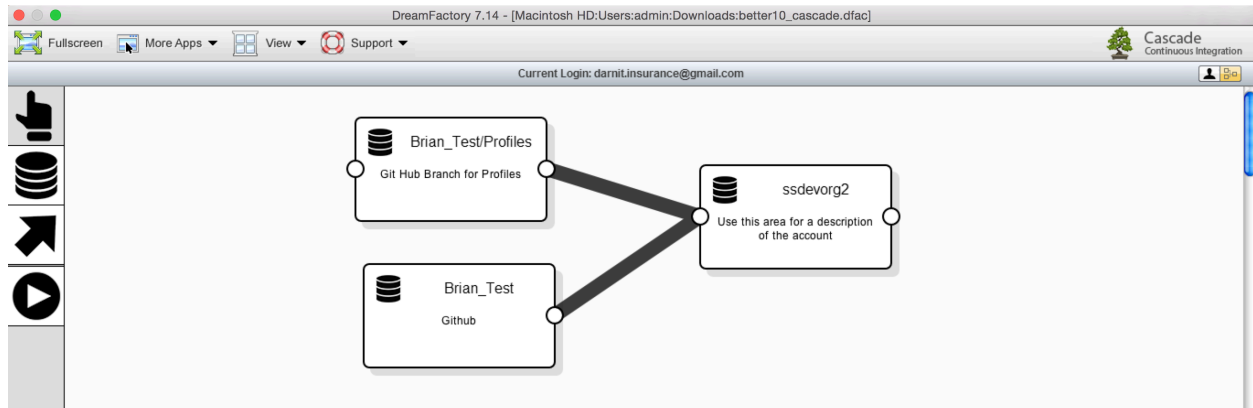 DreamFactory 7.14 - [Macintosh HD:Users:admin:Downloads:better10_cascade.dfac]
Fullscreen More Apps View Support
Cascade
Continuous Integration
Current Login: darnit.insurance@gmail.com
Brian_Test/Profiles
Git Hub Branch for Profiles
ssdevorg2
Use this area for a description
of the account
Brian_Test
Github